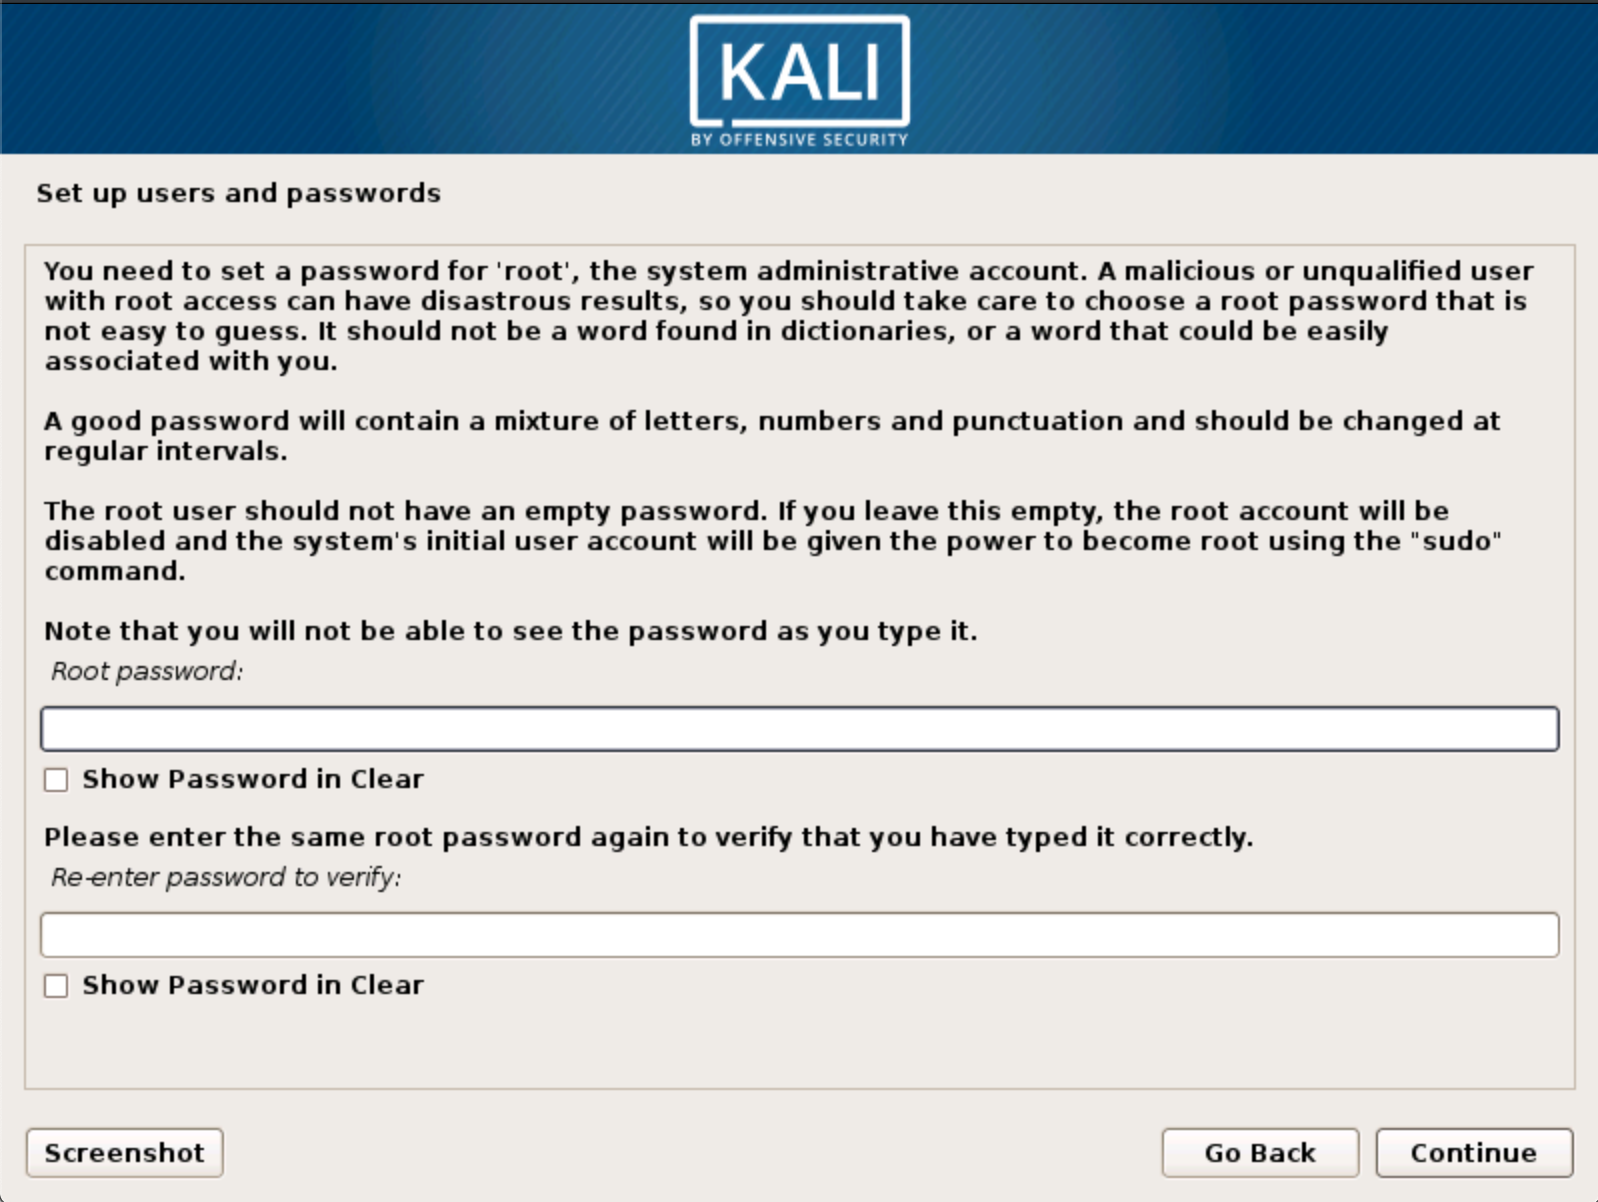 KALI
BY OFFENSIVE SECURITY
Set up users and passwords
You need to set a password for 'root', the system administrative account. A malicious or unqualified user
with root access can have disastrous results, so you should take care to choose a root password that is
not easy to guess. It should not be a word found in dictionaries, or a word that could be easily
associated with you.
A good password will contain a mixture of letters, numbers and punctuation and should be changed at
regular intervals.
The root user should not have an empty password. If you leave this empty, the root account will be
disabled and the system's initial user account will be given the power to become root using the "sudo"
command.
Note that you will not be able to see the password as you type it.
Root password:
Show Password in Clear
Please enter the same root password again to verify that you have typed it correctly.
Re-enter password to verify:
Show Password in Clear
Screenshot
Go Back
Continue